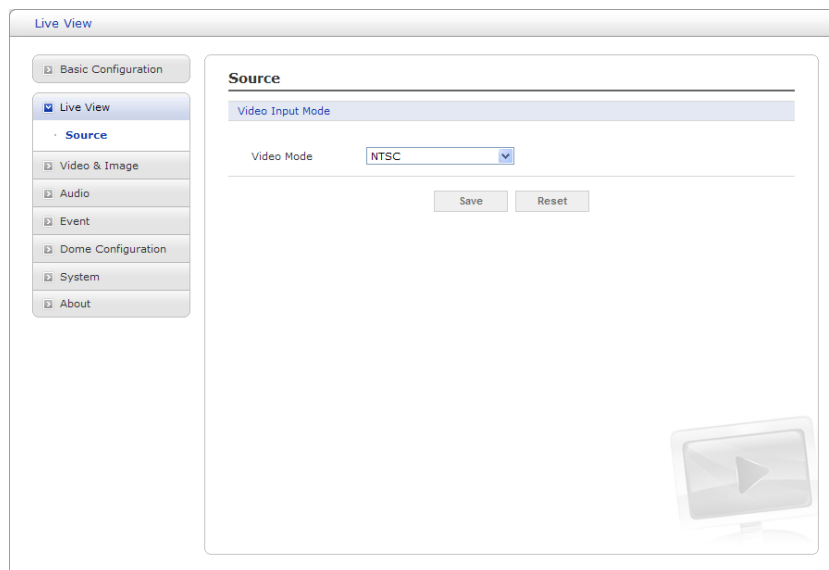 Live View
Basic Configuration
Live View
· Source
Video & Image
Audio
Event
Dome Configuration
System
About
Source
Video Input Mode
Video Mode NTSC
Save Reset